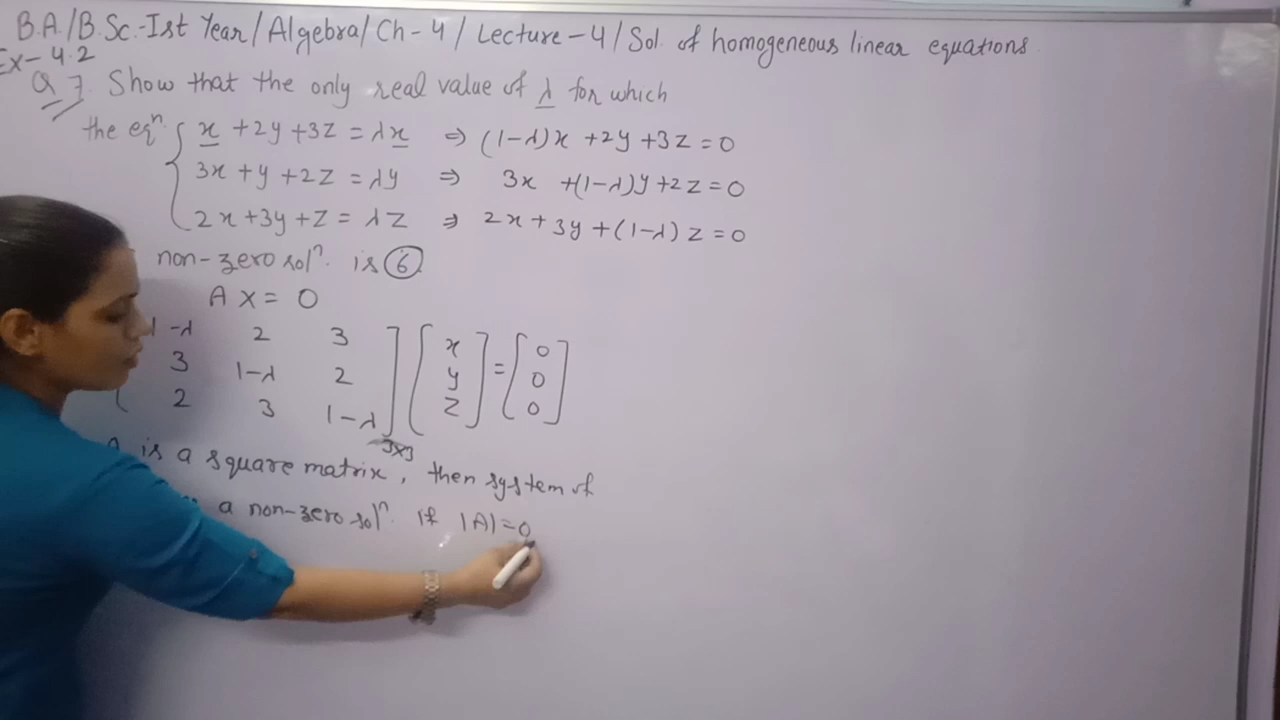 B.A./B.Sc.-Ist Year/Algebra/Ch-4/Lecture-4/Sol. of homogeneous linear equations
Ex-4.2
Q 7. Show that the only real value of λ for which
the eqⁿ. x + 2y + 3z = λx ⇒ (1-λ)x + 2y + 3z = 0
3x + y + 2z = λy ⇒ 3x + (1-λ)y + 2z = 0
2x + 3y + z = λz ⇒ 2x + 3y + (1-λ) z = 0
non-zero solⁿ. is 6.
A X = 0
1-λ 2 3 x 0
3 1-λ 2 y = 0
2 3 1-λ z 0
3×3
is a square matrix, then system of
a non-zero solⁿ. if |A|=0